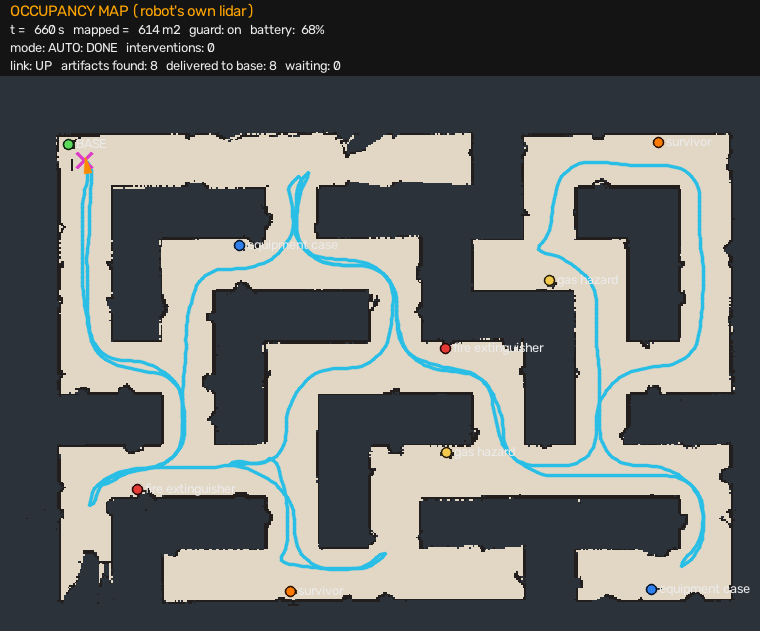 OCCUPANCY MAP (robot's own lidar)
t = 660 s mapped = 614 m2 guard: on battery: 68%
mode: AUTO: DONE interventions: 0
link: UP artifacts found: 8 delivered to base: 8 waiting: 0
BASE
survivor
equipment case
gas hazard
fire extinguisher
gas hazard
fire extinguisher
survivor
equipment case